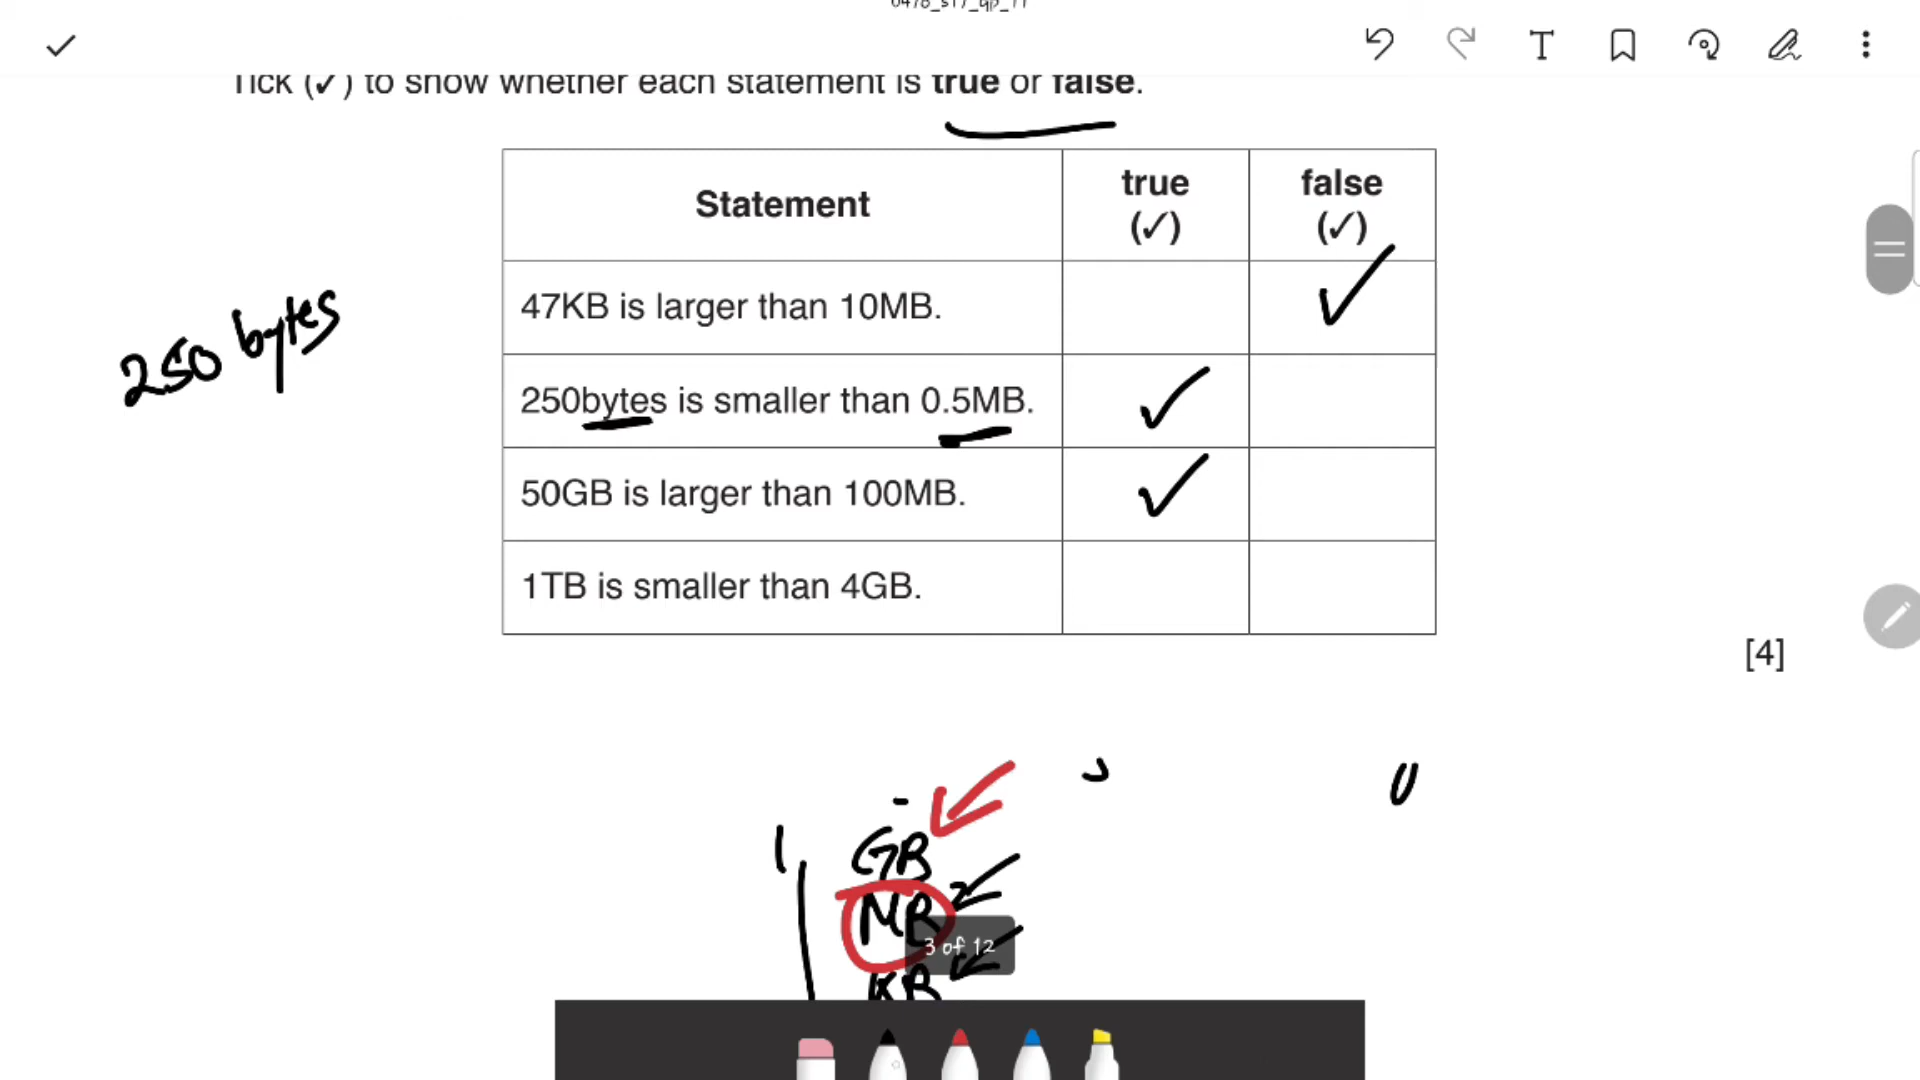 Tick (✓) to show whether each statement is true or false.
Statement
true
(✓)
false
(✓)
47KB is larger than 10MB.
✓
250bytes is smaller than 0.5MB.
✓
50GB is larger than 100MB.
✓
1TB is smaller than 4GB.
250 bytes
[4]
GB
MB
3 of 12
KB